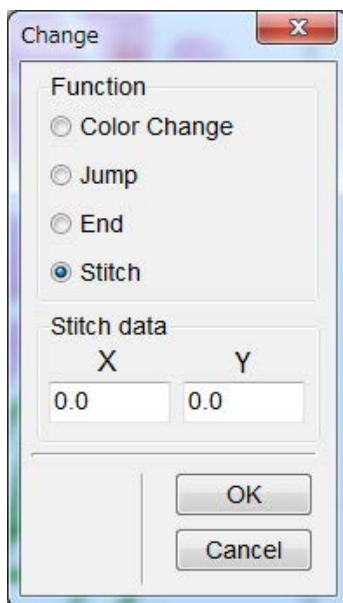 Change
Function
Color Change
Jump
End
Stitch
Stitch data
X Y
0.0 0.0
OK
Cancel